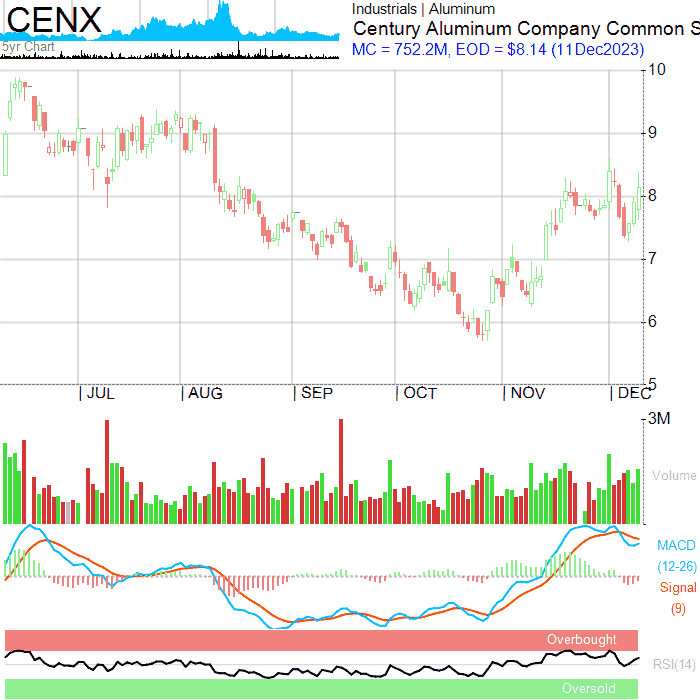 CENX
5yr Chart
Industrials | Aluminum
Century Aluminum Company Common S
MC = 752.2M, EOD = $8.14 (11Dec2023)
10
9
8
7
6
5
JUL
AUG
SEP
OCT
NOV
DEC
3M
Volume
MACD
(12-26)
Signal
(9)
Overbought
RSI(14)
Oversold